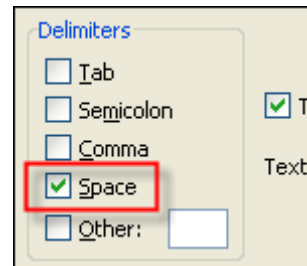 Delimiters
Tab
Semicolon
T
Comma
Text
Space
Other: